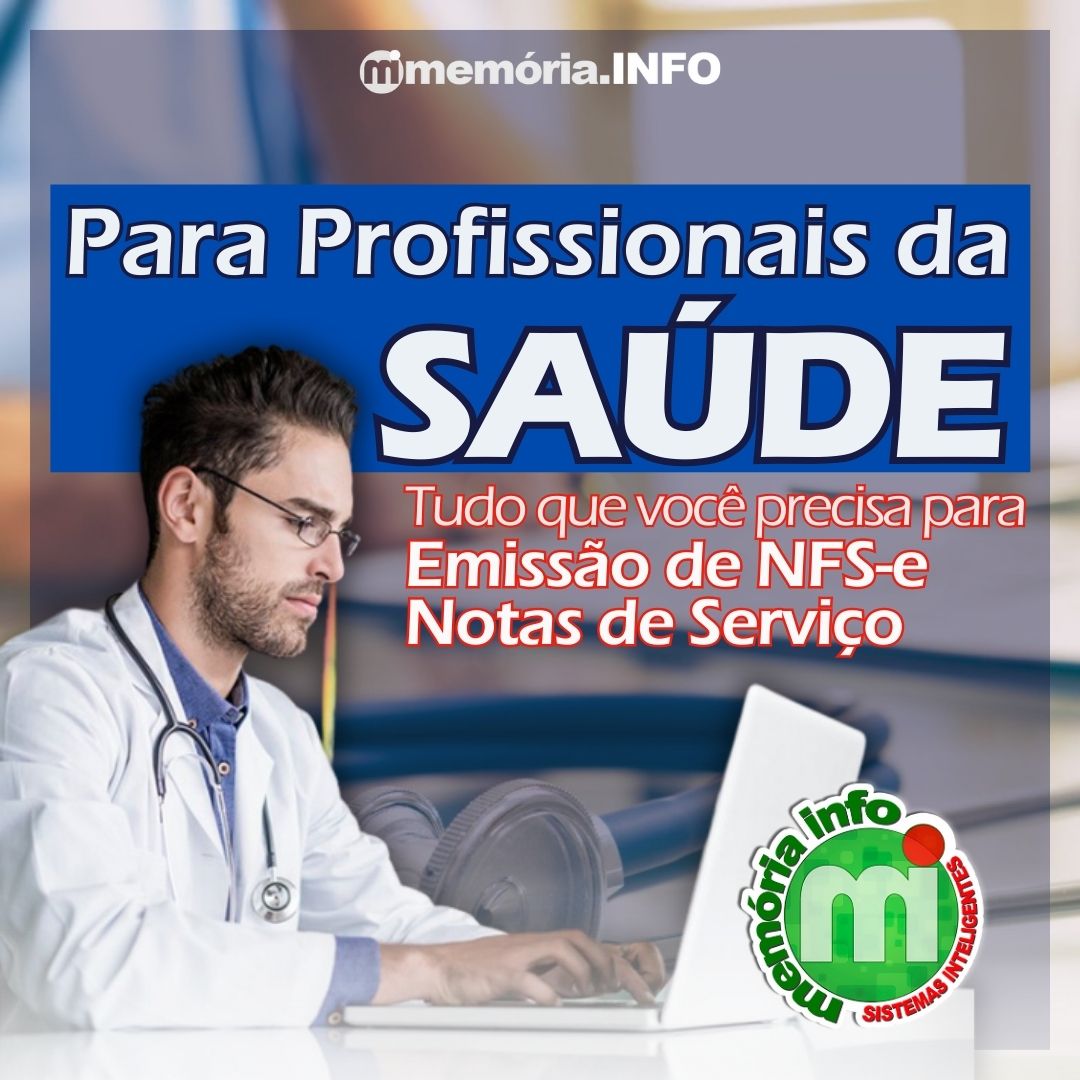 mi memória.INFO
Para Profissionais da
SAÚDE
Tudo que você precisa para
Emissão de NFS-e
Notas de Serviço
memória info
mi
SISTEMAS INTELIGENTES